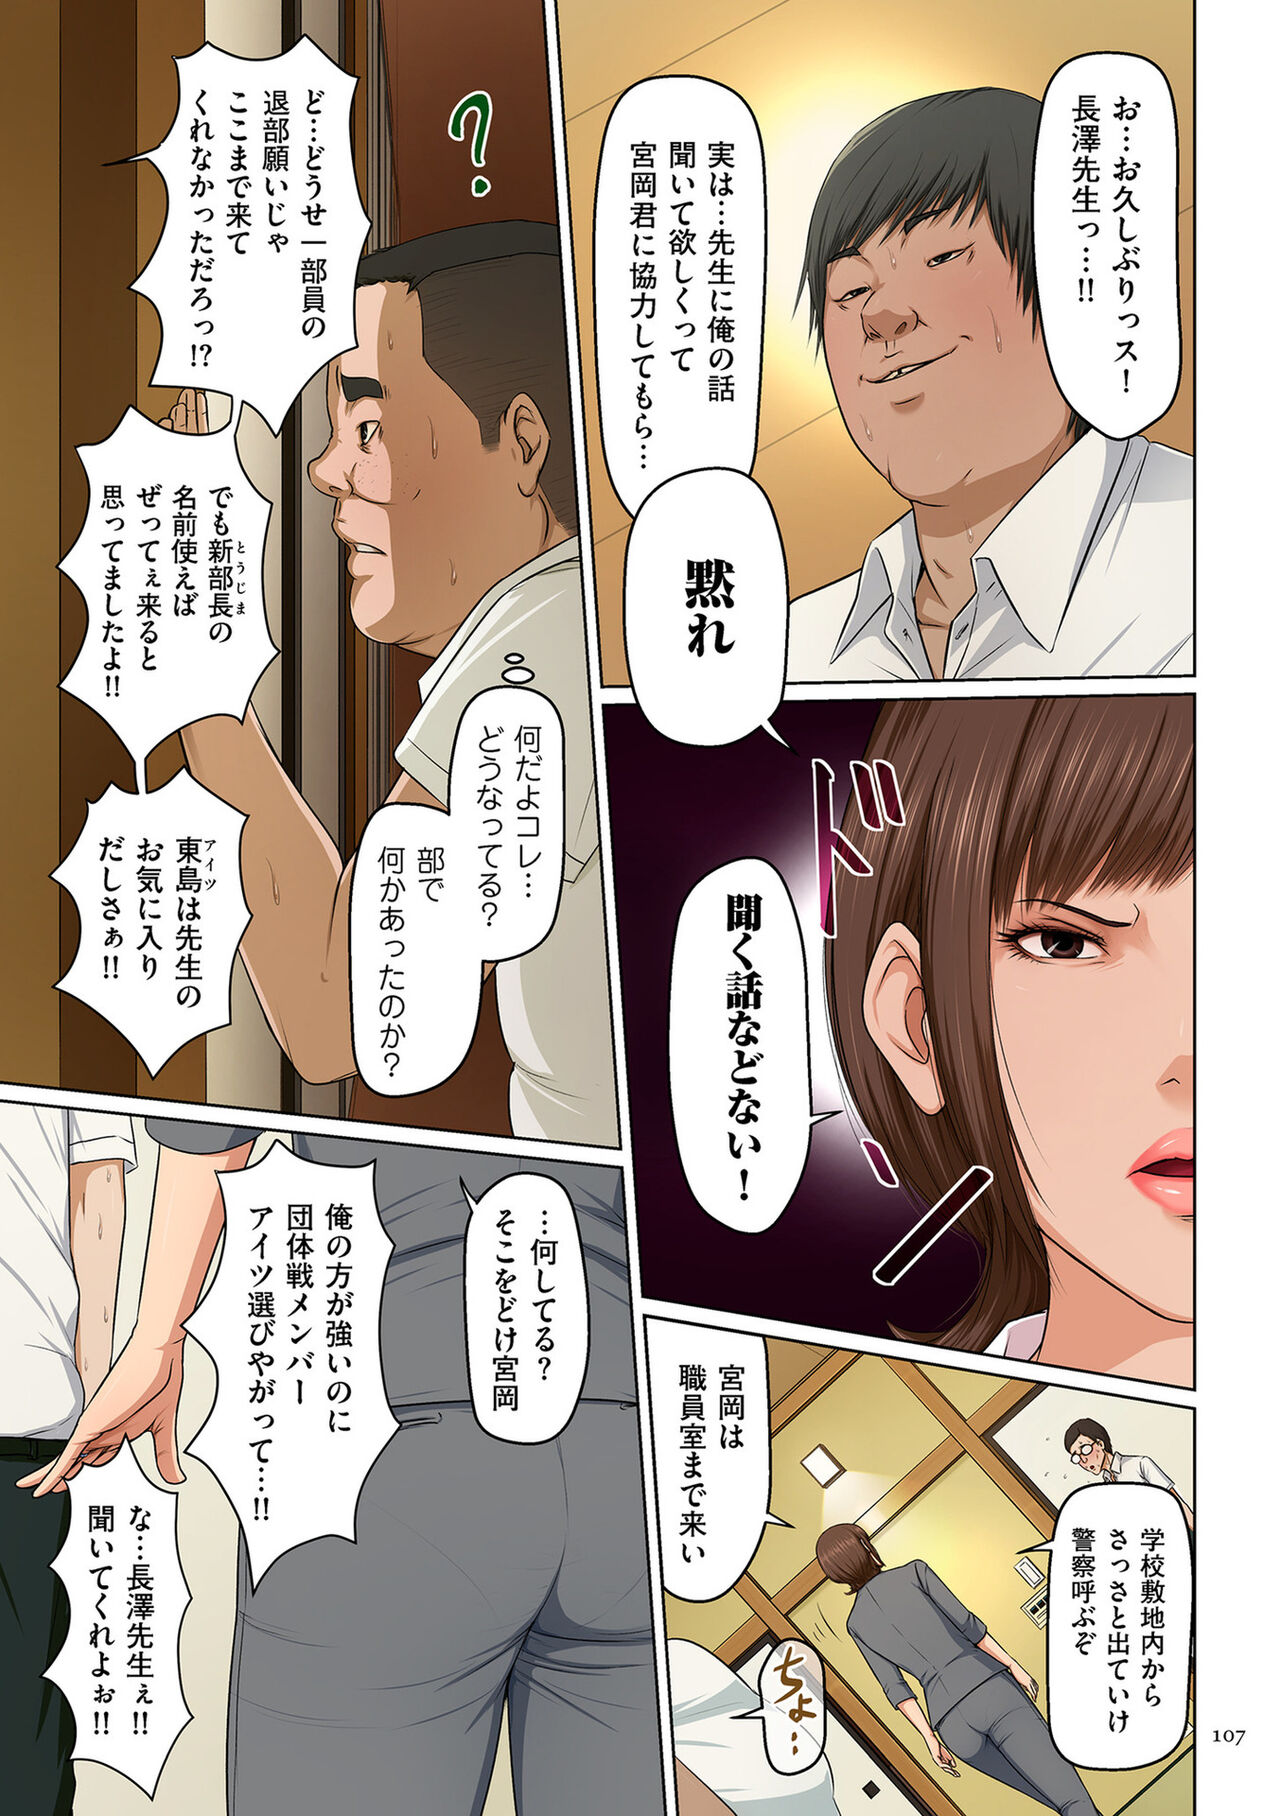 お…お久しぶりっス！
長澤先生っ…!!
実は…先生に俺の話
聞いて欲しくって
宮岡君に協力してもら…
黙れ
ドン
聞く話などない！
学校敷地内から
さっさと出ていけ
警察呼ぶぞ
宮岡は
職員室まで来い
ちょ…
？
ど…どうせ一部員の
退部願いじゃ
ここまで来て
くれなかっただろっ!?
でも新部長の
とうじま
名前使えば
ぜってぇ来ると
思ってましたよ!!
東島は先生の
アイツ
お気に入り
だしさぁ!!
何だよコレ…
どうなってる？
部で
何かあったのか？
…何してる？
そこをどけ宮岡
俺の方が強いのに
団体戦メンバー
アイツ選びやがって…!!
な…長澤先生ぇ!!
聞いてくれよぉ!!
107